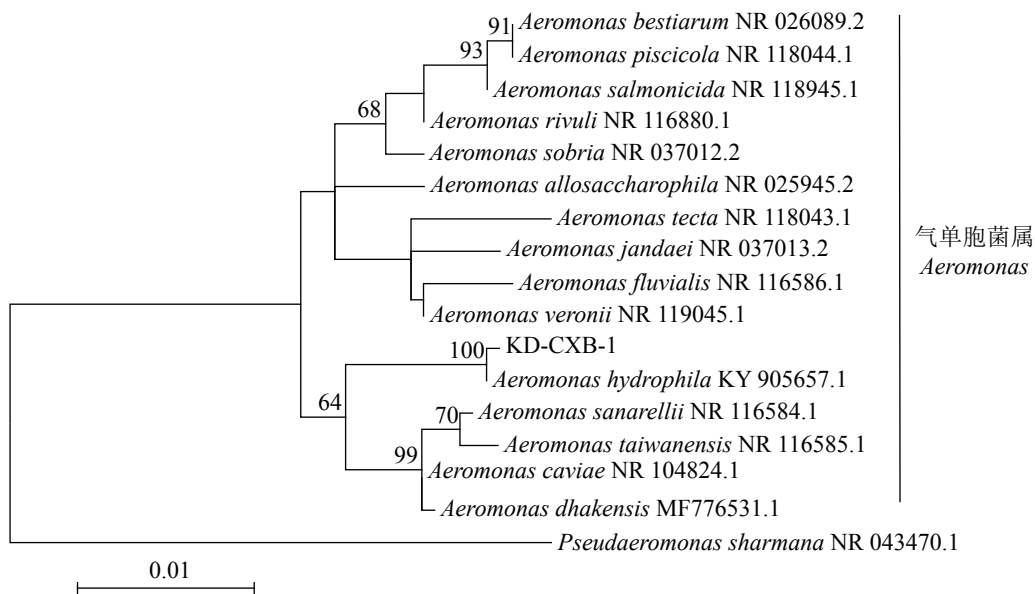 91
Aeromonas bestiarum NR 026089.2
Aeromonas piscicola NR 118044.1
93
Aeromonas salmonicida NR 118945.1
68
Aeromonas rivuli NR 116880.1
Aeromonas sobria NR 037012.2
Aeromonas allosaccharophila NR 025945.2
Aeromonas tecta NR 118043.1
Aeromonas jandaei NR 037013.2
Aeromonas fluvialis NR 116586.1
Aeromonas veronii NR 119045.1
100
KD-CXB-1
Aeromonas hydrophila KY 905657.1
64
70
Aeromonas sanarellii NR 116584.1
Aeromonas taiwanensis NR 116585.1
99
Aeromonas caviae NR 104824.1
Aeromonas dhakensis MF776531.1
Pseudaeromonas sharmana NR 043470.1
气单胞菌属
Aeromonas
0.01